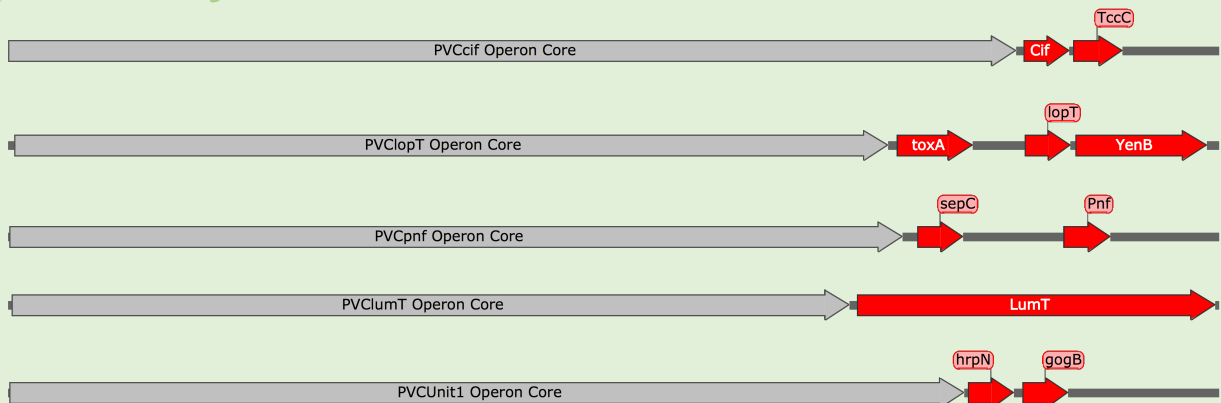 TccC
PVCcif Operon Core
Cif
lopT
PVClopT Operon Core
toxA
YenB
sepC
Pnf
PVCpnf Operon Core
PVClumT Operon Core
LumT
hrpN
gogB
PVCUnit1 Operon Core